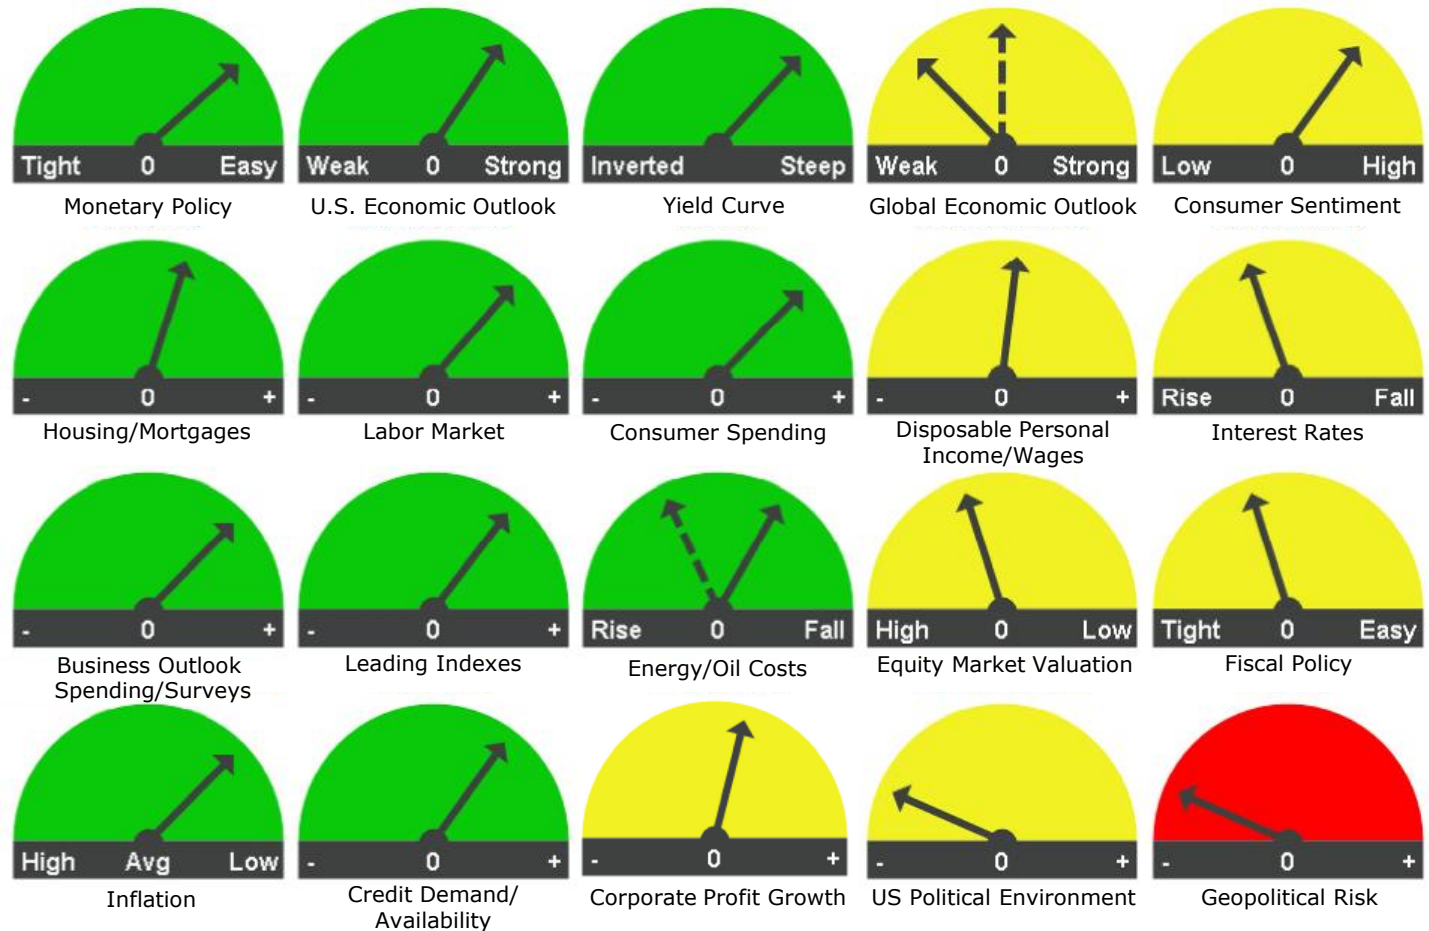 Tight 0 Easy
Weak 0 Strong
Inverted Steep
Weak 0 Strong
Low 0 High
Monetary Policy
U.S. Economic Outlook
Yield Curve
Global Economic Outlook
Consumer Sentiment
- 0 +
- 0 +
- 0 +
- 0 +
Rise 0 Fall
Housing/Mortgages
Labor Market
Consumer Spending
Disposable Personal
Income/Wages
Interest Rates
- 0 +
- 0 +
Rise 0 Fall
High 0 Low
Tight 0 Easy
Business Outlook
Spending/Surveys
Leading Indexes
Energy/Oil Costs
Equity Market Valuation
Fiscal Policy
High Avg Low
- 0 +
- 0 +
- 0 +
- 0 +
Inflation
Credit Demand/
Availability
Corporate Profit Growth
US Political Environment
Geopolitical Risk